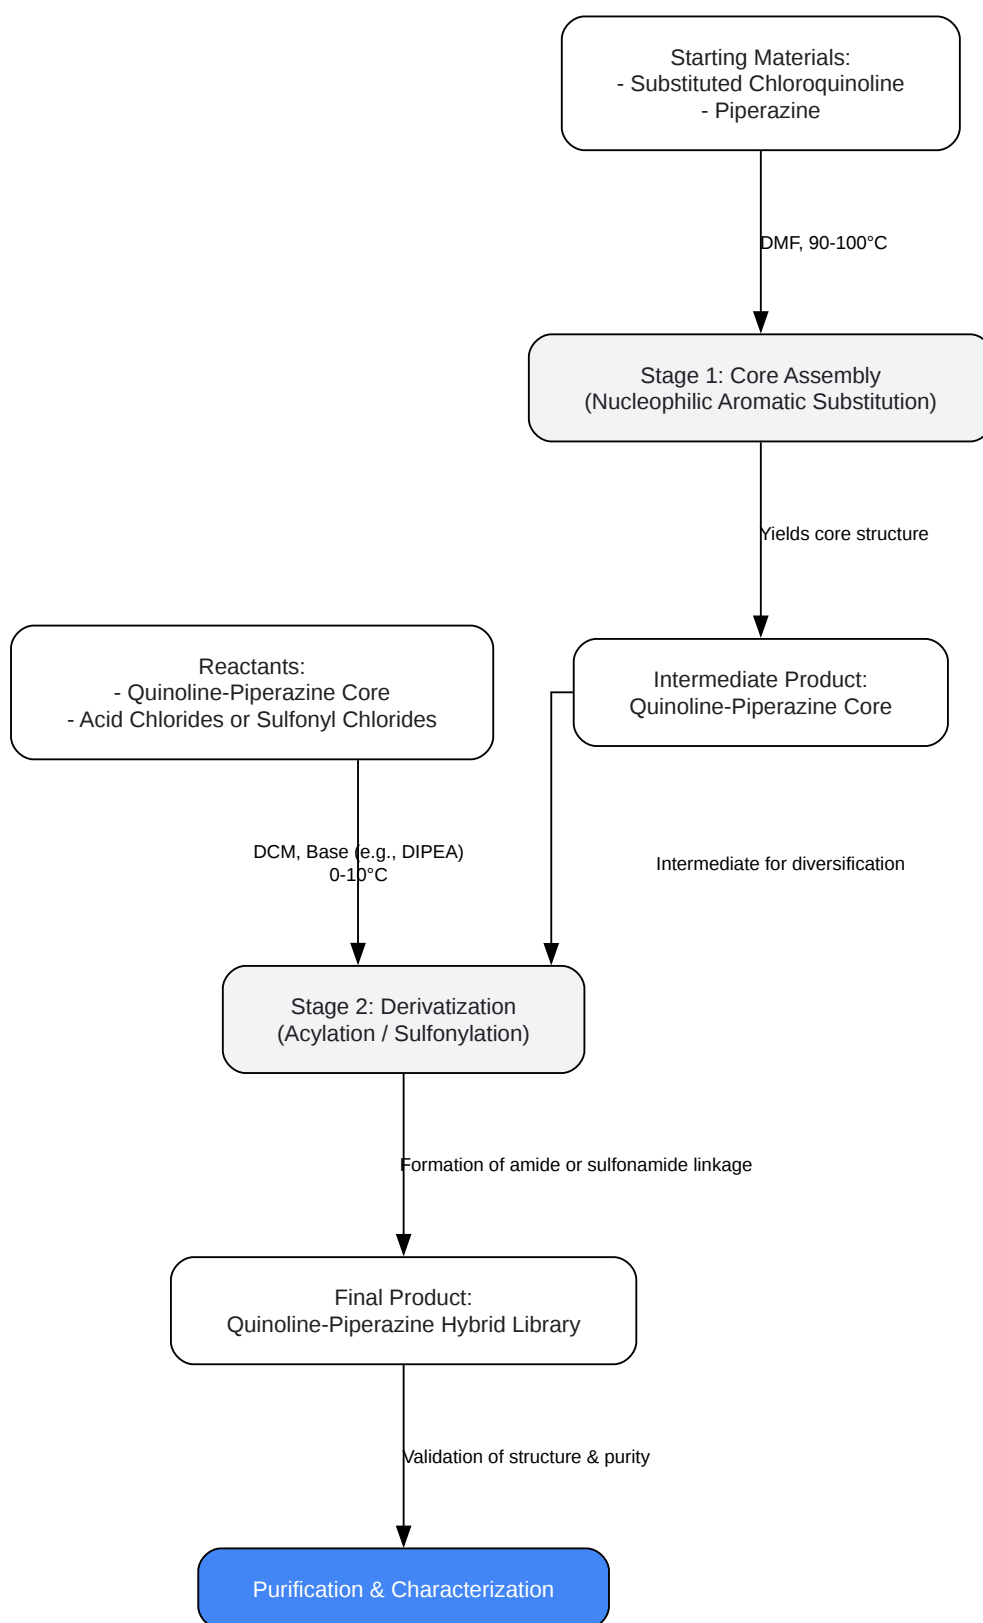 Starting Materials:
- Substituted Chloroquinoline
- Piperazine
DMF, 90-100°C
Stage 1: Core Assembly
(Nucleophilic Aromatic Substitution)
Yields core structure
Reactants:
- Quinoline-Piperazine Core
- Acid Chlorides or Sulfonyl Chlorides
Intermediate Product:
Quinoline-Piperazine Core
DCM, Base (e.g., DIPEA)
0-10°C
Intermediate for diversification
Stage 2: Derivatization
(Acylation / Sulfonylation)
Formation of amide or sulfonamide linkage
Final Product:
Quinoline-Piperazine Hybrid Library
Validation of structure & purity
Purification & Characterization